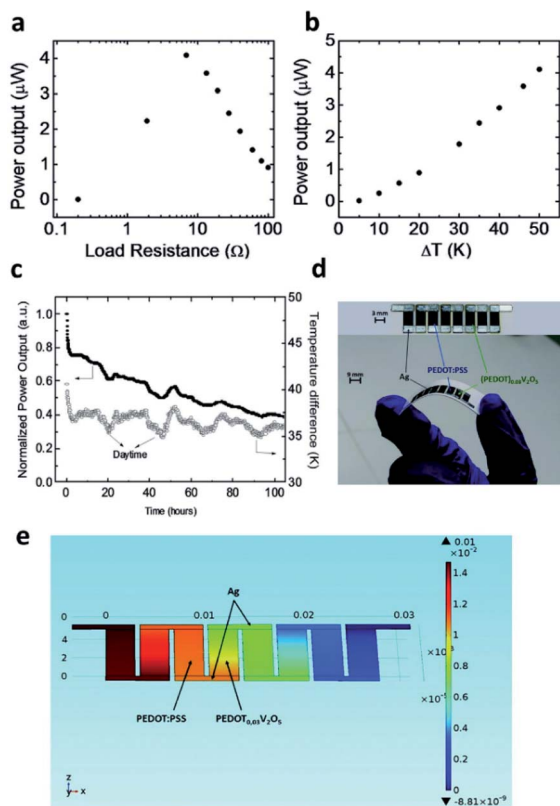 a
Power output (μW)
4
3
2
1
0
0.1
1
10
100
Load Resistance (Ω)
b
Power output (μW)
5
4
3
2
1
0
0
10
20
30
40
50
ΔT (K)
c
Normalized Power Output (a.u.)
1.0
0.8
0.6
0.4
0.2
0.0
0
20
40
60
80
100
Time (hours)
Daytime
50
45
40
35
30
Temperature difference (K)
d
3 mm
PEDOT:PSS
(PEDOT)0.03V2O5
Ag
9 mm
e
Ag
0
0
0.01
0.02
0.03
4
2
0
PEDOT:PSS
PEDOT0,03V2O5
z
y
x
▲ 0.01
×10⁻²
1.4
1.2
1
0.8
0.6
0.4
0.2
0
▼ -8.81×10⁻⁹